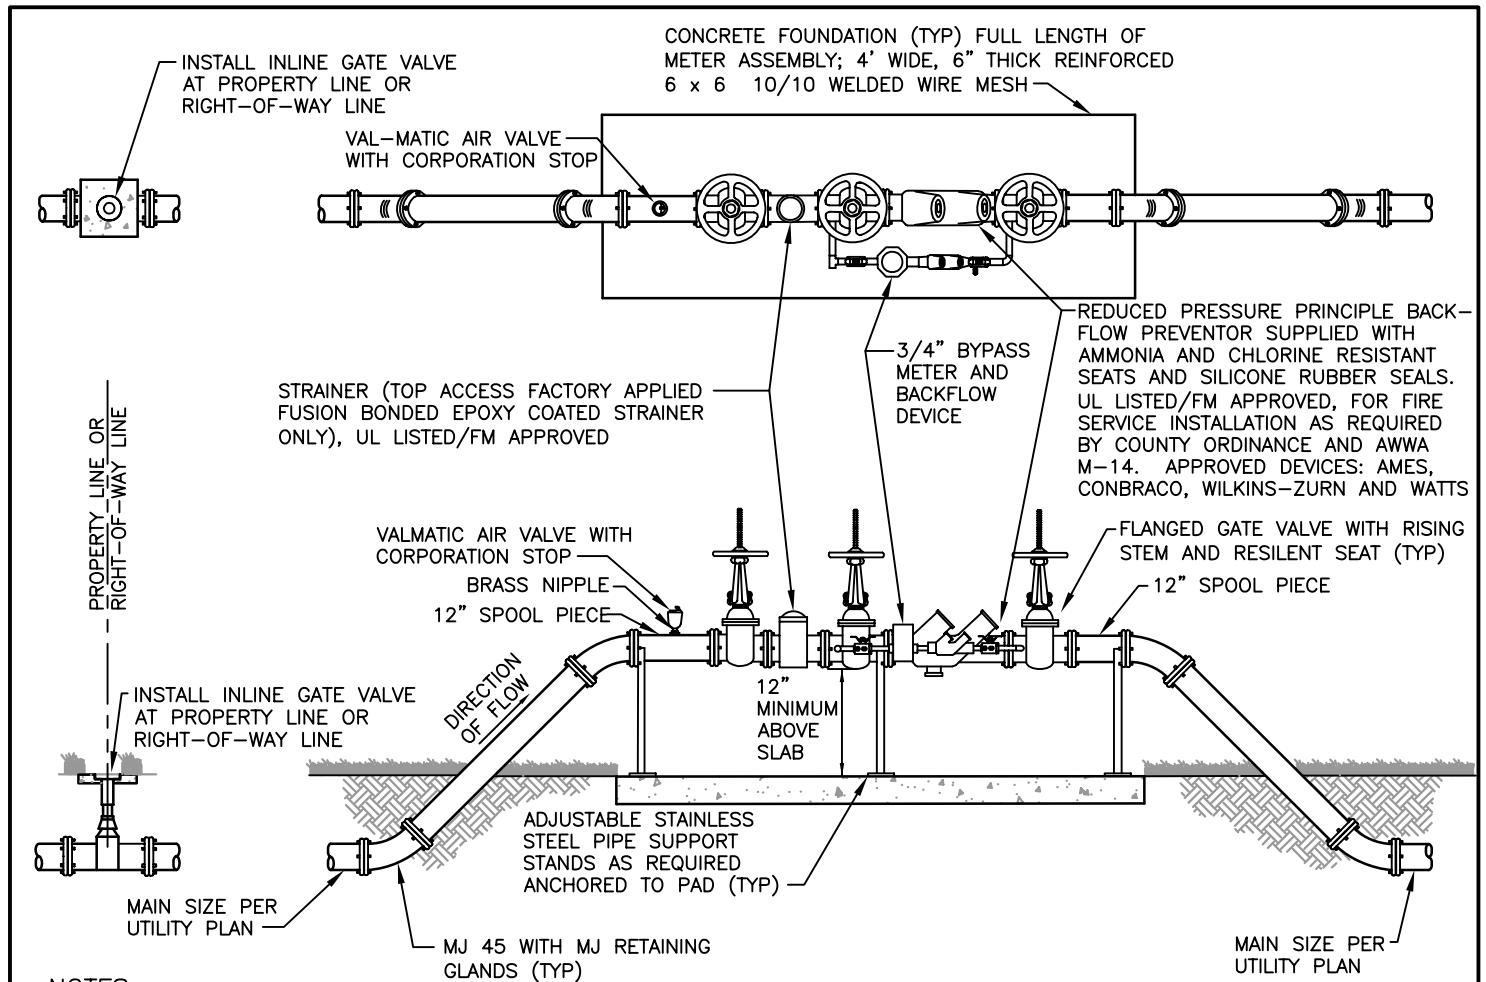 CONCRETE FOUNDATION (TYP) FULL LENGTH OF
METER ASSEMBLY; 4' WIDE, 6" THICK REINFORCED
6 x 6 10/10 WELDED WIRE MESH
INSTALL INLINE GATE VALVE
AT PROPERTY LINE OR
RIGHT-OF-WAY LINE
VAL-MATIC AIR VALVE
WITH CORPORATION STOP
REDUCED PRESSURE PRINCIPLE BACK-
FLOW PREVENTOR SUPPLIED WITH
AMMONIA AND CHLORINE RESISTANT
SEATS AND SILICONE RUBBER SEALS.
UL LISTED/FM APPROVED, FOR FIRE
SERVICE INSTALLATION AS REQUIRED
BY COUNTY ORDINANCE AND AWWA
M-14. APPROVED DEVICES: AMES,
CONBRACO, WILKINS-ZURN AND WATTS
3/4" BYPASS
METER AND
BACKFLOW
DEVICE
STRAINER (TOP ACCESS FACTORY APPLIED
FUSION BONDED EPOXY COATED STRAINER
ONLY), UL LISTED/FM APPROVED
PROPERTY LINE OR
RIGHT-OF-WAY LINE
VALMATIC AIR VALVE WITH
CORPORATION STOP
BRASS NIPPLE
12" SPOOL PIECE
FLANGED GATE VALVE WITH RISING
STEM AND RESILENT SEAT (TYP)
12" SPOOL PIECE
DIRECTION
OF FLOW
12"
MINIMUM
ABOVE
SLAB
INSTALL INLINE GATE VALVE
AT PROPERTY LINE OR
RIGHT-OF-WAY LINE
ADJUSTABLE STAINLESS
STEEL PIPE SUPPORT
STANDS AS REQUIRED
ANCHORED TO PAD (TYP)
MAIN SIZE PER
UTILITY PLAN
MJ 45 WITH MJ RETAINING
GLANDS (TYP)
MAIN SIZE PER
UTILITY PLAN
NOTES